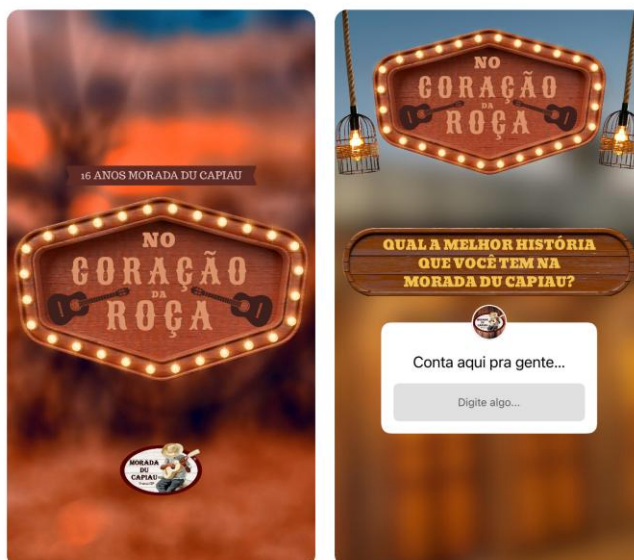 16 ANOS MORADA DU CAPIAU
NO
CORAÇÃO
DA
ROÇA
MORADA
DU
CAPIAU
NO
CORAÇÃO
DA
ROÇA
QUAL A MELHOR HISTÓRIA
QUE VOCÊ TEM NA
MORADA DU CAPIAU?
Conta aqui pra gente...
Digite algo...